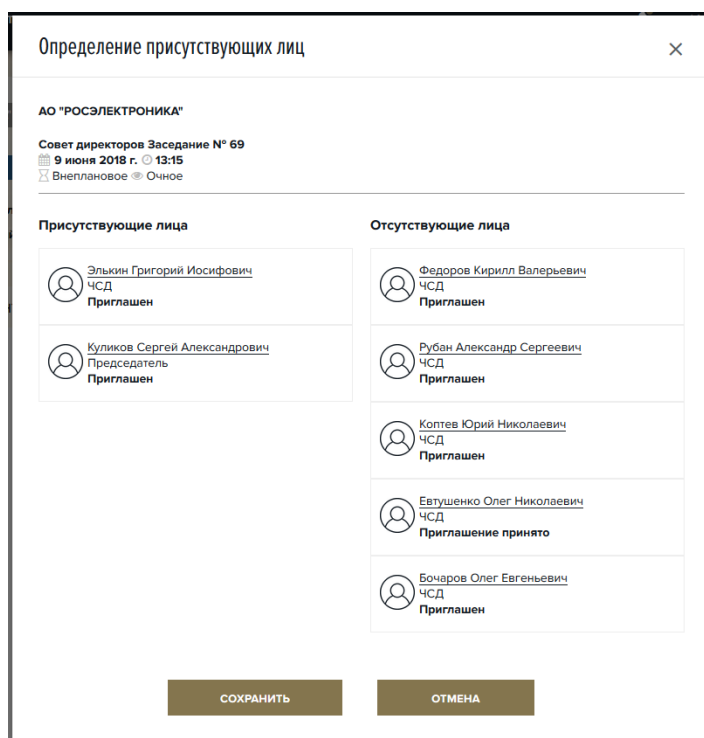 Определение присутствующих лиц
АО "РОСЭЛЕКТРОНИКА"
Совет директоров Заседание № 69
9 июня 2018 г. 13:15
Внеплановое Очное
Присутствующие лица
Элькин Григорий Иосифович
ЧСД
Приглашен
Куликов Сергей Александрович
Председатель
Приглашен
Отсутствующие лица
Федоров Кирилл Валерьевич
ЧСД
Приглашен
Рубан Александр Сергеевич
ЧСД
Приглашен
Коптев Юрий Николаевич
ЧСД
Приглашен
Евтушенко Олег Николаевич
ЧСД
Приглашение принято
Бочаров Олег Евгеньевич
ЧСД
Приглашен
СОХРАНИТЬ
ОТМЕНА